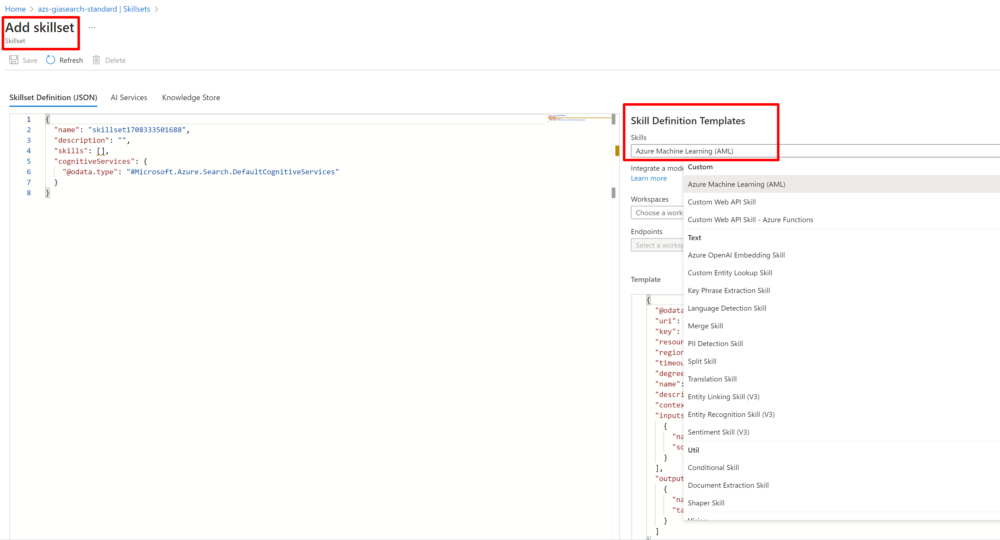 Home > azs-giasearch-standard | Skillsets >
Add skillset ...
Skillset
Save Refresh Delete
Skillset Definition (JSON) AI Services Knowledge Store
1 {
2 "name": "skillset1708333501688",
3 "description": "",
4 "skills": [],
5 "cognitiveServices": {
6 "@odata.type": "#Microsoft.Azure.Search.DefaultCognitiveServices"
7 }
8 }
Skill Definition Templates
Skills
Azure Machine Learning (AML)
Integrate a mode
Learn more
Workspaces
Choose a works
Endpoints
Select a worksp
Template
{
"@odata
"uri":
"key":
"resour
"region
"timeou
"degree
"name":
"descri
"contex
"inputs
{
"na
"so
}
],
"output
{
"na
"ta
}
]
Custom
Azure Machine Learning (AML)
Custom Web API Skill
Custom Web API Skill - Azure Functions
Text
Azure OpenAI Embedding Skill
Custom Entity Lookup Skill
Key Phrase Extraction Skill
Language Detection Skill
Merge Skill
PII Detection Skill
Split Skill
Translation Skill
Entity Linking Skill (V3)
Entity Recognition Skill (V3)
Sentiment Skill (V3)
Util
Conditional Skill
Document Extraction Skill
Shaper Skill
Vision